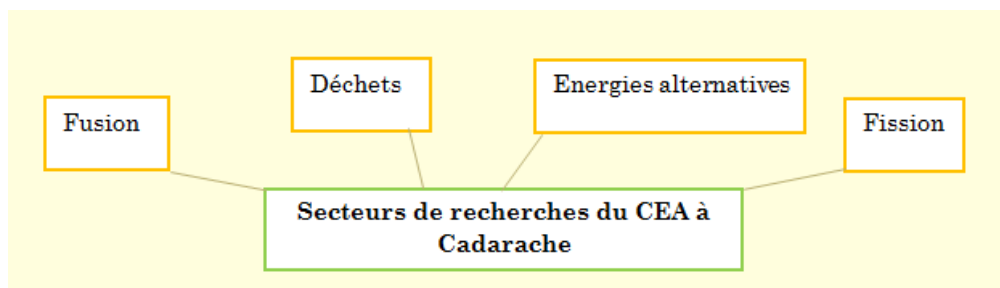 Fusion
Déchets
Energies alternatives
Fission
Secteurs de recherches du CEA à
Cadarache